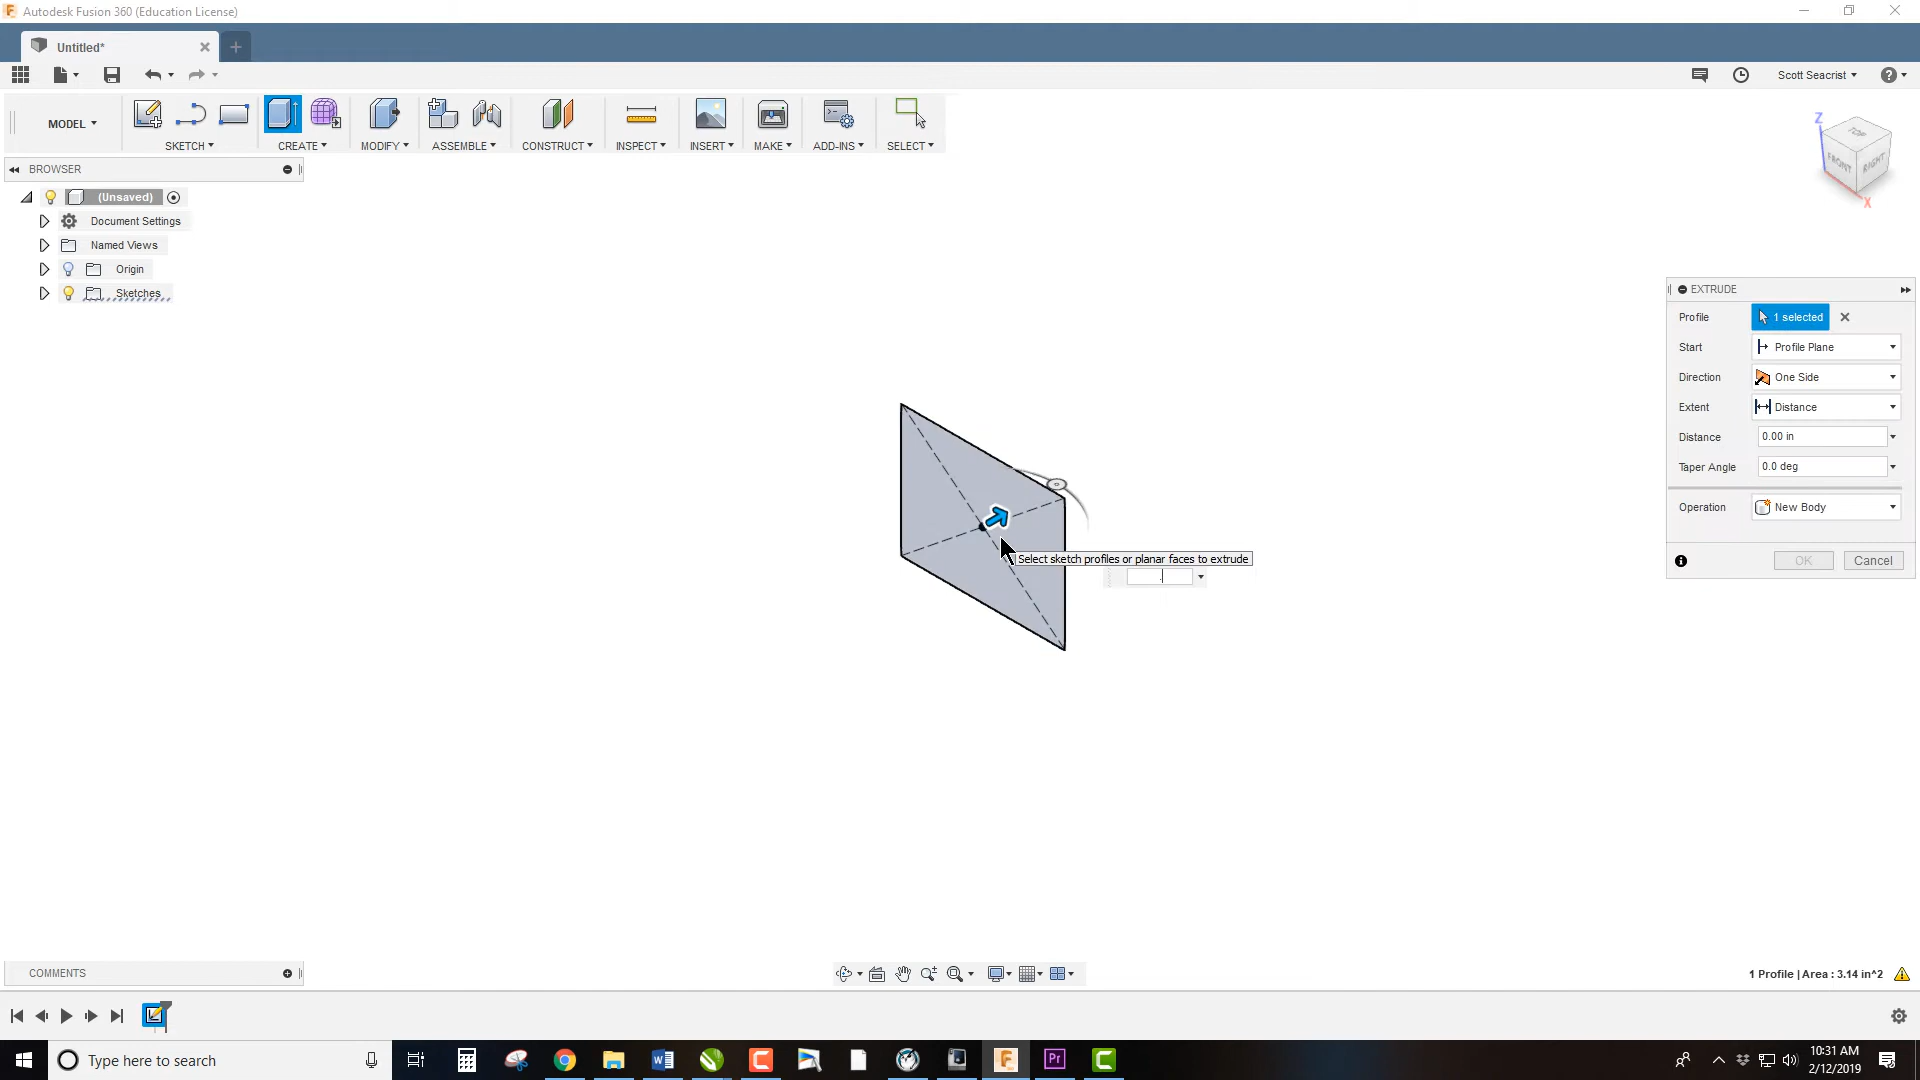 Autodesk Fusion 360 (Education License)
Untitled*
Scott Seacrist
MODEL
SKETCH
CREATE
MODIFY
ASSEMBLE
CONSTRUCT
INSPECT
INSERT
MAKE
ADD-INS
SELECT
BROWSER
(Unsaved)
Document Settings
Named Views
Origin
Sketches
Z
TOP
FRONT
RIGHT
X
EXTRUDE
Profile 1 selected
Start Profile Plane
Direction One Side
Extent Distance
Distance 0.00 in
Taper Angle 0.0 deg
Operation New Body
OK Cancel
Select sketch profiles or planar faces to extrude
.
COMMENTS
1 Profile | Area : 3.14 in^2
Type here to search
10:31 AM
2/12/2019